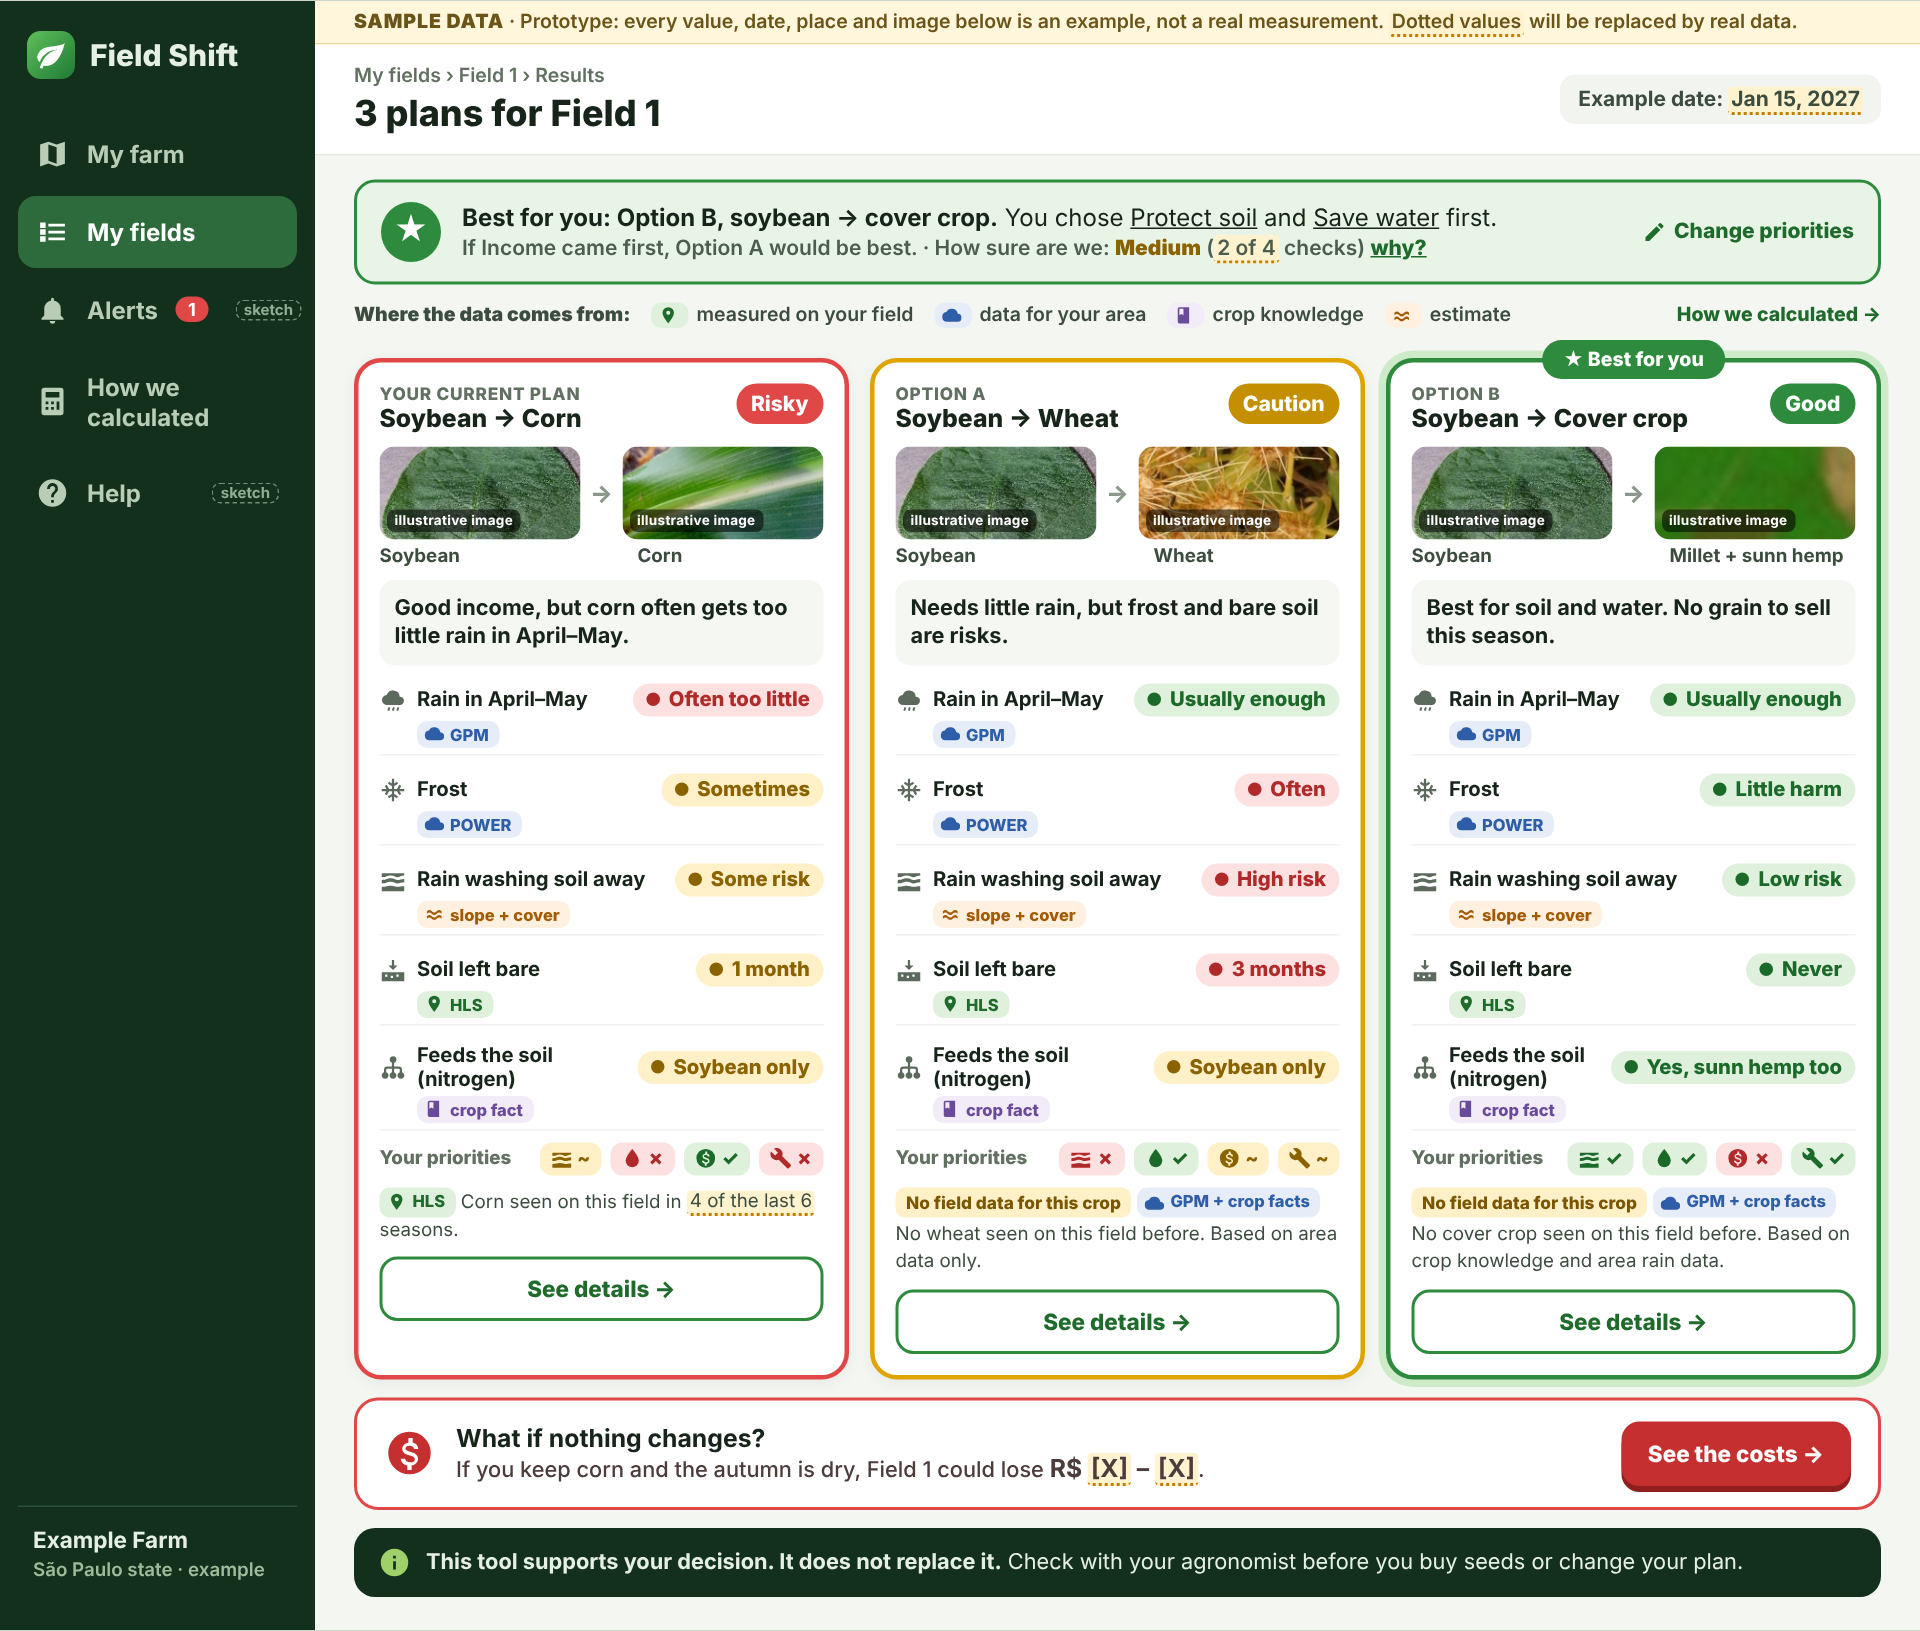 SAMPLE DATA · Prototype: every value, date, place and image below is an example, not a real measurement. Dotted values will be replaced by real data.
Field Shift
My farm
My fields
Alerts 1 sketch
How we
calculated
Help sketch
Example Farm
São Paulo state · example
My fields › Field 1 › Results
3 plans for Field 1
Example date: Jan 15, 2027
★ Best for you: Option B, soybean → cover crop. You chose Protect soil and Save water first.
If Income came first, Option A would be best. · How sure are we: Medium (2 of 4 checks) why?
Change priorities
Where the data comes from: measured on your field data for your area crop knowledge estimate
How we calculated →
YOUR CURRENT PLAN
Soybean → Corn
Risky
illustrative image → illustrative image
Soybean Corn
Good income, but corn often gets too
little rain in April–May.
Rain in April–May ● Often too little
GPM
Frost ● Sometimes
POWER
Rain washing soil away ● Some risk
slope + cover
Soil left bare ● 1 month
HLS
Feeds the soil
(nitrogen)
● Soybean only
crop fact
Your priorities ~ × $ ✓ ×
HLS Corn seen on this field in 4 of the last 6
seasons.
See details →
OPTION A
Soybean → Wheat
Caution
illustrative image → illustrative image
Soybean Wheat
Needs little rain, but frost and bare soil
are risks.
Rain in April–May ● Usually enough
GPM
Frost ● Often
POWER
Rain washing soil away ● High risk
slope + cover
Soil left bare ● 3 months
HLS
Feeds the soil
(nitrogen)
● Soybean only
crop fact
Your priorities × ✓ $ ~ ~
No field data for this crop GPM + crop facts
No wheat seen on this field before. Based on area
data only.
See details →
★ Best for you
OPTION B
Soybean → Cover crop
Good
illustrative image → illustrative image
Soybean Millet + sunn hemp
Best for soil and water. No grain to sell
this season.
Rain in April–May ● Usually enough
GPM
Frost ● Little harm
POWER
Rain washing soil away ● Low risk
slope + cover
Soil left bare ● Never
HLS
Feeds the soil
(nitrogen)
● Yes, sunn hemp too
crop fact
Your priorities ✓ ✓ $ × ✓
No field data for this crop GPM + crop facts
No cover crop seen on this field before. Based on
crop knowledge and area rain data.
See details →
$
What if nothing changes?
If you keep corn and the autumn is dry, Field 1 could lose R$ [X] – [X].
See the costs →
This tool supports your decision. It does not replace it. Check with your agronomist before you buy seeds or change your plan.